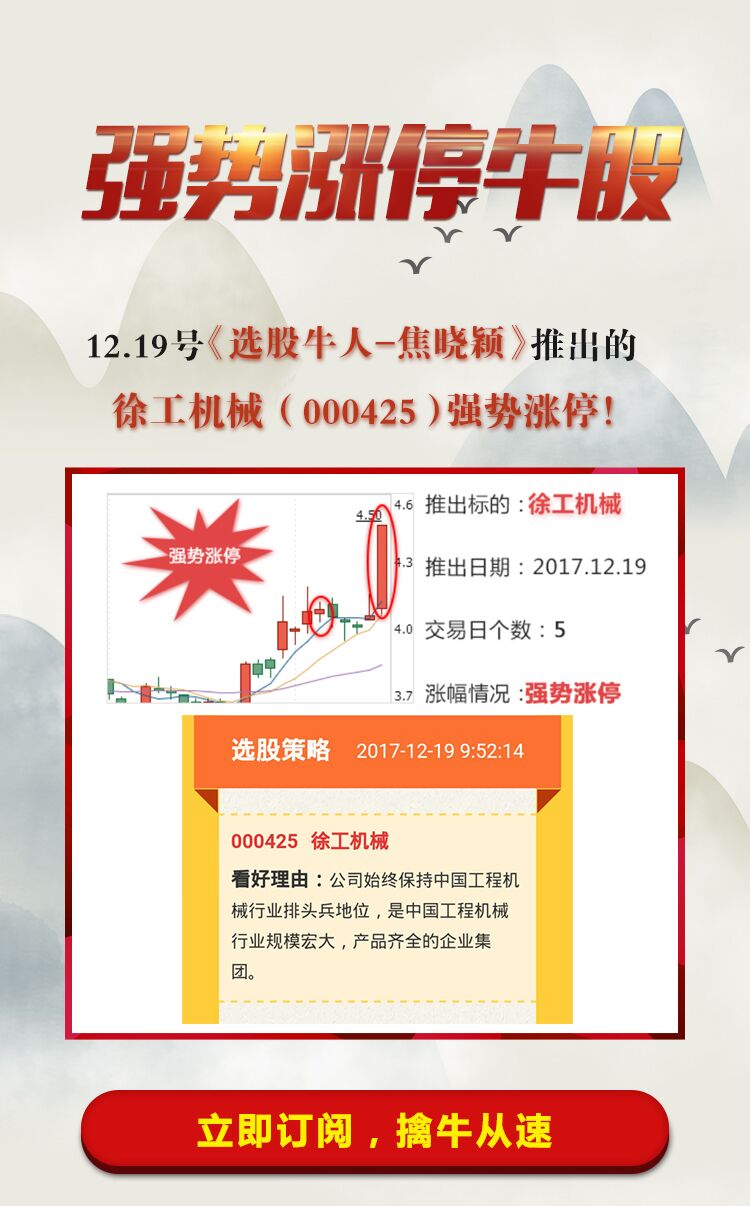 强势涨停牛股
12.19号《选股牛人-焦晓颖》推出的
徐工机械（000425）强势涨停！
强势涨停
4.50
4.6
4.3
4.0
3.7
推出标的：徐工机械
推出日期：2017.12.19
交易日个数：5
涨幅情况：强势涨停
选股策略 2017-12-19 9:52:14
000425 徐工机械
看好理由：公司始终保持中国工程机
械行业排头兵地位，是中国工程机械
行业规模宏大，产品齐全的企业集
团。
立即订阅，擒牛从速